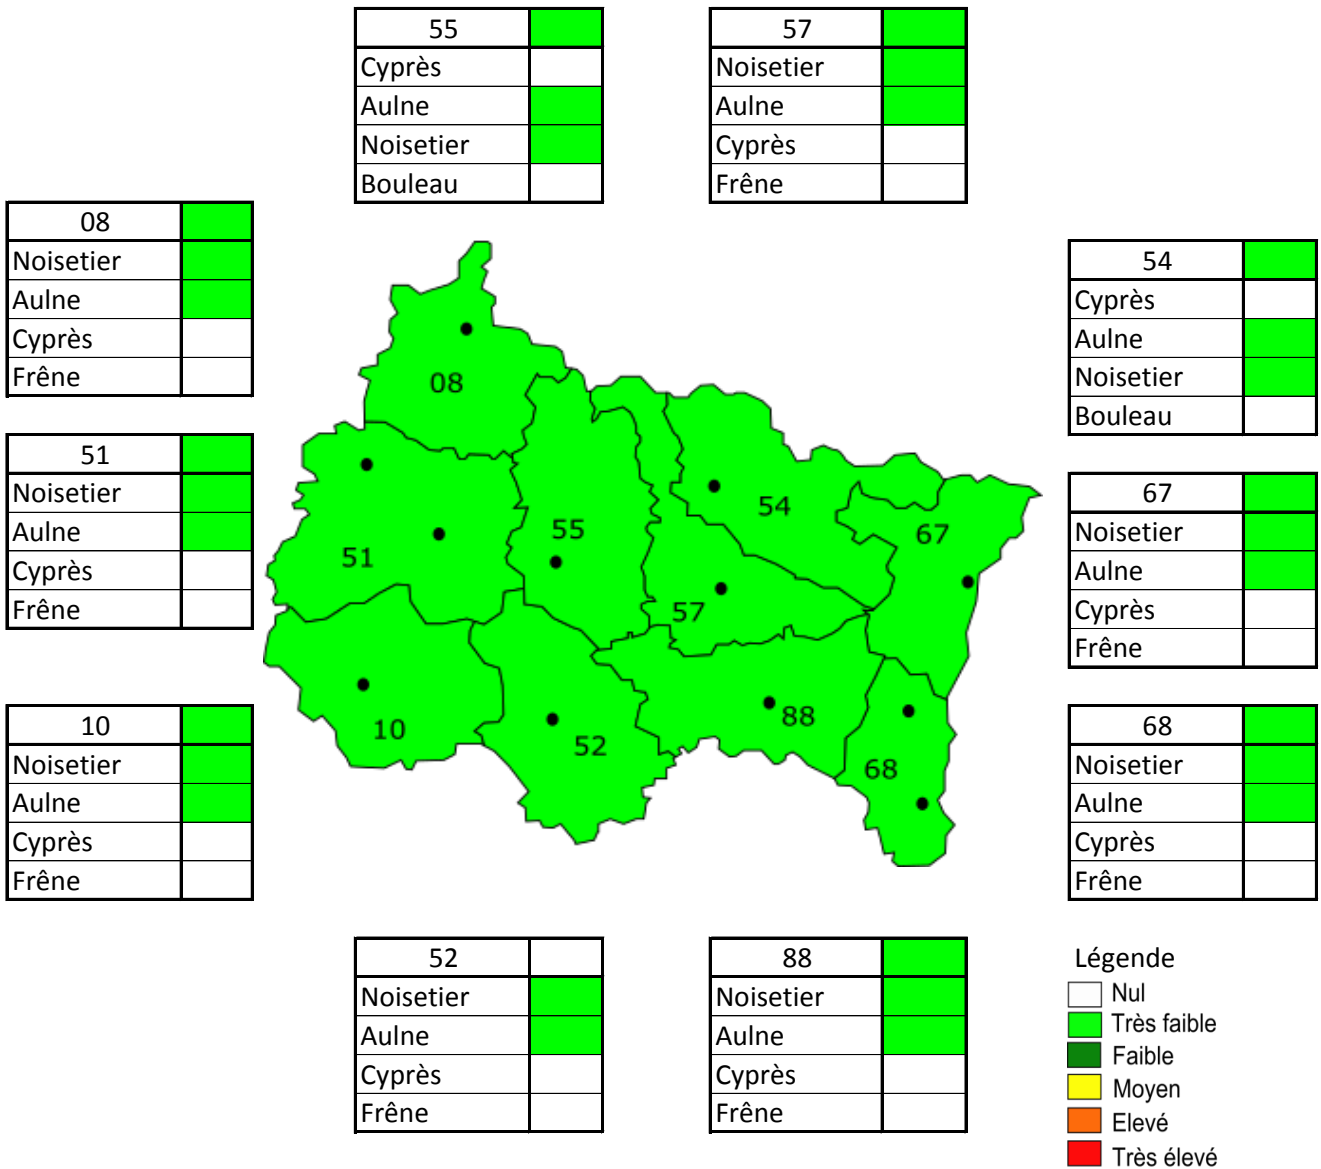 55
Cyprès
Aulne
Noisetier
Bouleau
57
Noisetier
Aulne
Cyprès
Frêne
08
Noisetier
Aulne
Cyprès
Frêne
54
Cyprès
Aulne
Noisetier
Bouleau
51
Noisetier
Aulne
Cyprès
Frêne
67
Noisetier
Aulne
Cyprès
Frêne
10
Noisetier
Aulne
Cyprès
Frêne
68
Noisetier
Aulne
Cyprès
Frêne
08
54
55
67
51
57
88
10
52
68
52
Noisetier
Aulne
Cyprès
Frêne
88
Noisetier
Aulne
Cyprès
Frêne
Légende
Nul
Très faible
Faible
Moyen
Elevé
Très élevé